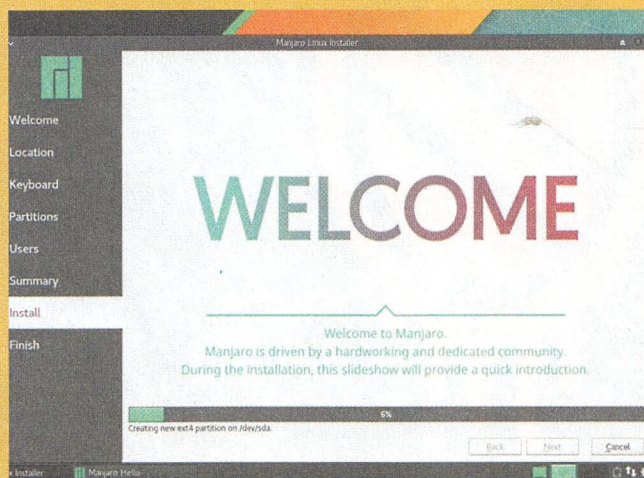 Manjaro Linux Installer
Welcome
Location
Keyboard
Partitions
Users
Summary
Install
Finish
WELCOME
Welcome to Manjaro.
Manjaro is driven by a hardworking and dedicated community.
During the installation, this slideshow will provide a quick introduction.
6%
Creating new ext4 partition on /dev/sda.
Back Next Cancel
x Installer Manjaro Hello